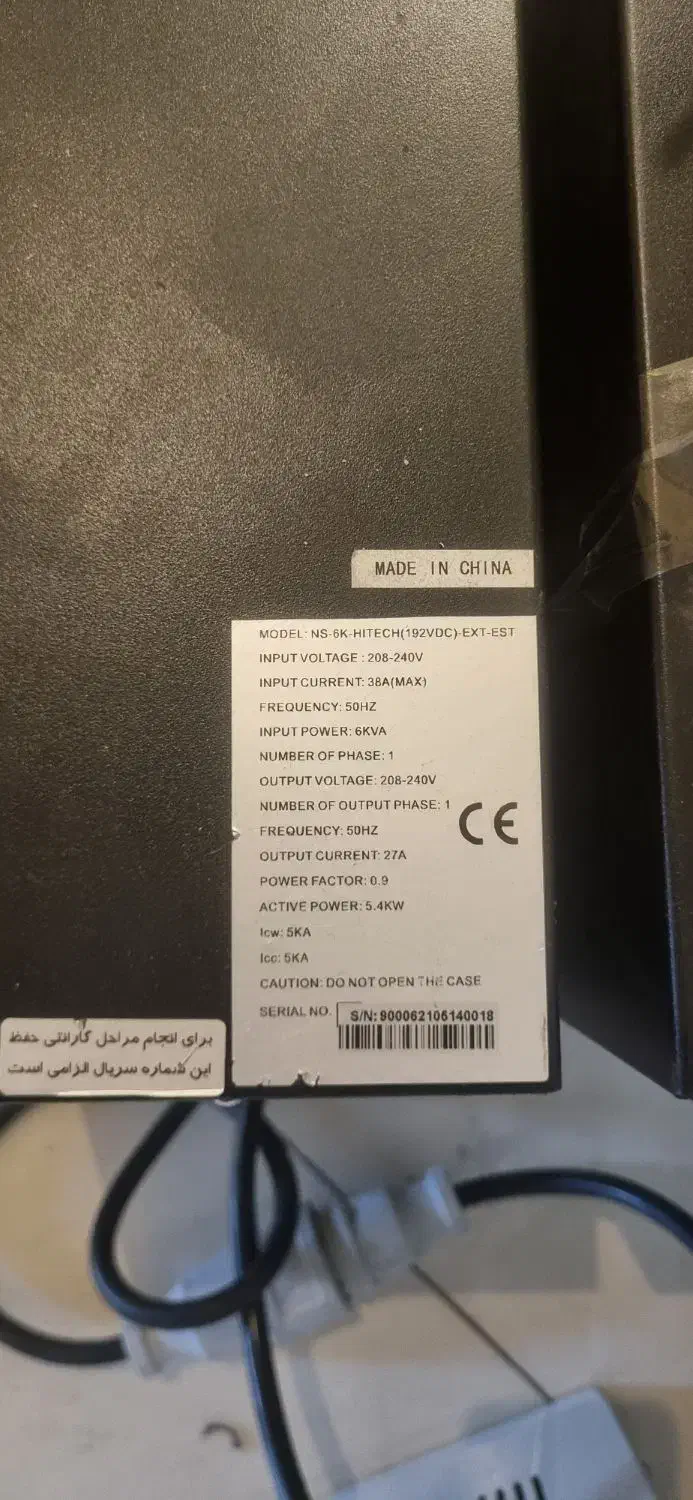 MADE IN CHINA
MODEL: NS-6K-HITECH(192VDC)-EXT-EST
INPUT VOLTAGE : 208-240V
INPUT CURRENT: 38A(MAX)
FREQUENCY: 50HZ
INPUT POWER: 6KVA
NUMBER OF PHASE: 1
OUTPUT VOLTAGE: 208-240V
NUMBER OF OUTPUT PHASE: 1
CE
FREQUENCY: 50HZ
OUTPUT CURRENT: 27A
POWER FACTOR: 0.9
ACTIVE POWER: 5.4KW
Icw: 5KA
Icc: 5KA
CAUTION: DO NOT OPEN THE CASE
SERIAL NO. S/N: 900062106140018
برای انجام مراحل گارانتی حفظ
این شماره سریال الزامی است